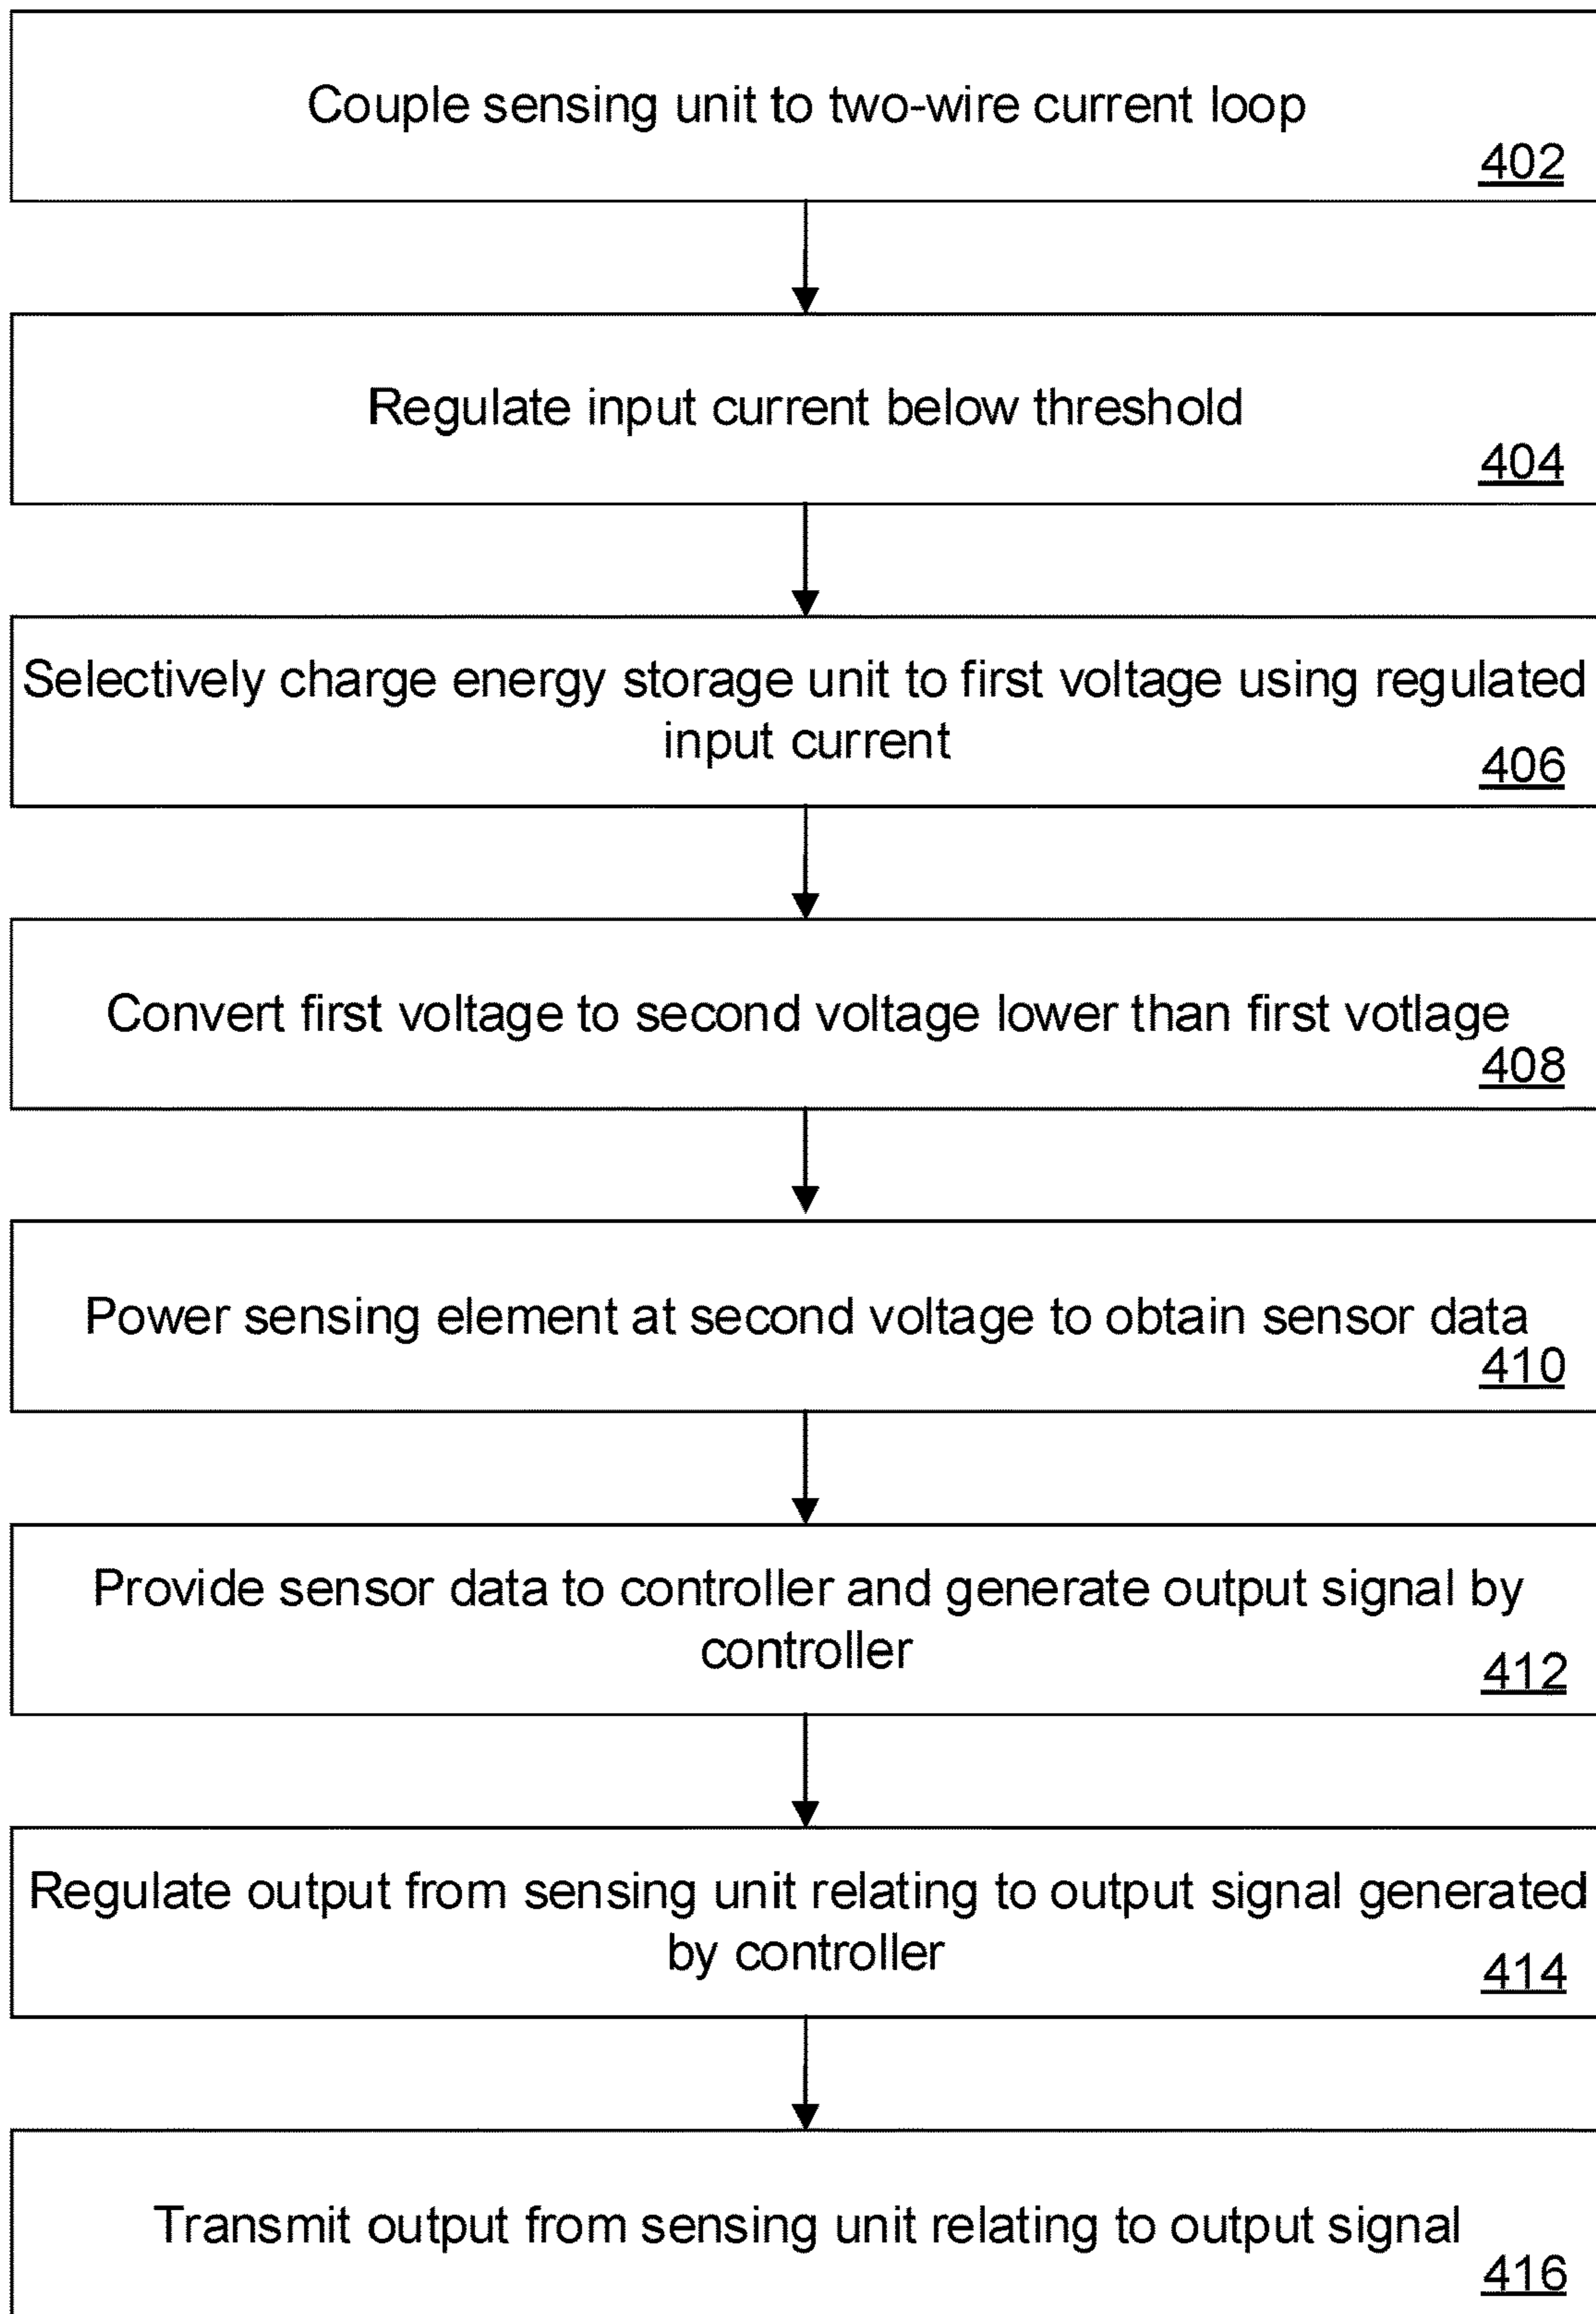 Couple sensing unit to two-wire current loop
402
Regulate input current below threshold
404
Selectively charge energy storage unit to first voltage using regulated
input current
406
Convert first voltage to second voltage lower than first votlage
408
Power sensing element at second voltage to obtain sensor data
410
Provide sensor data to controller and generate output signal by
controller
412
Regulate output from sensing unit relating to output signal generated
by controller
414
Transmit output from sensing unit relating to output signal
416